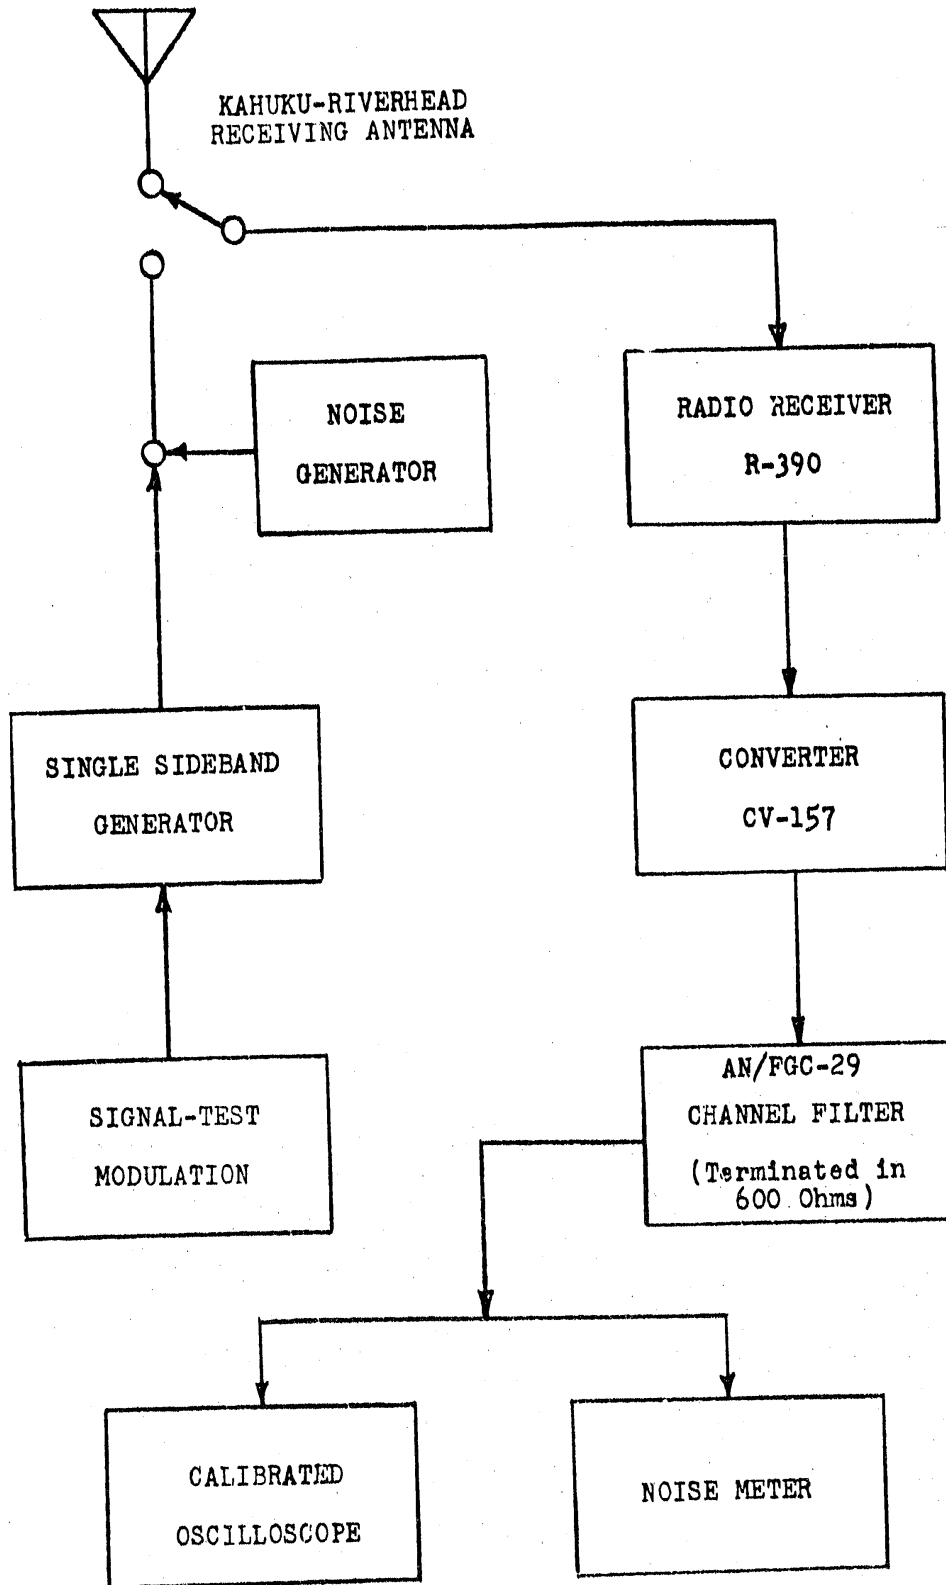 KAHUKU-RIVERHEAD
RECEIVING ANTENNA
NOISE
GENERATOR
RADIO RECEIVER
R-390
SINGLE SIDEBAND
GENERATOR
CONVERTER
CV-157
SIGNAL-TEST
MODULATION
AN/FGC-29
CHANNEL FILTER
(Terminated in
600 Ohms)
CALIBRATED
OSCILLOSCOPE
NOISE METER